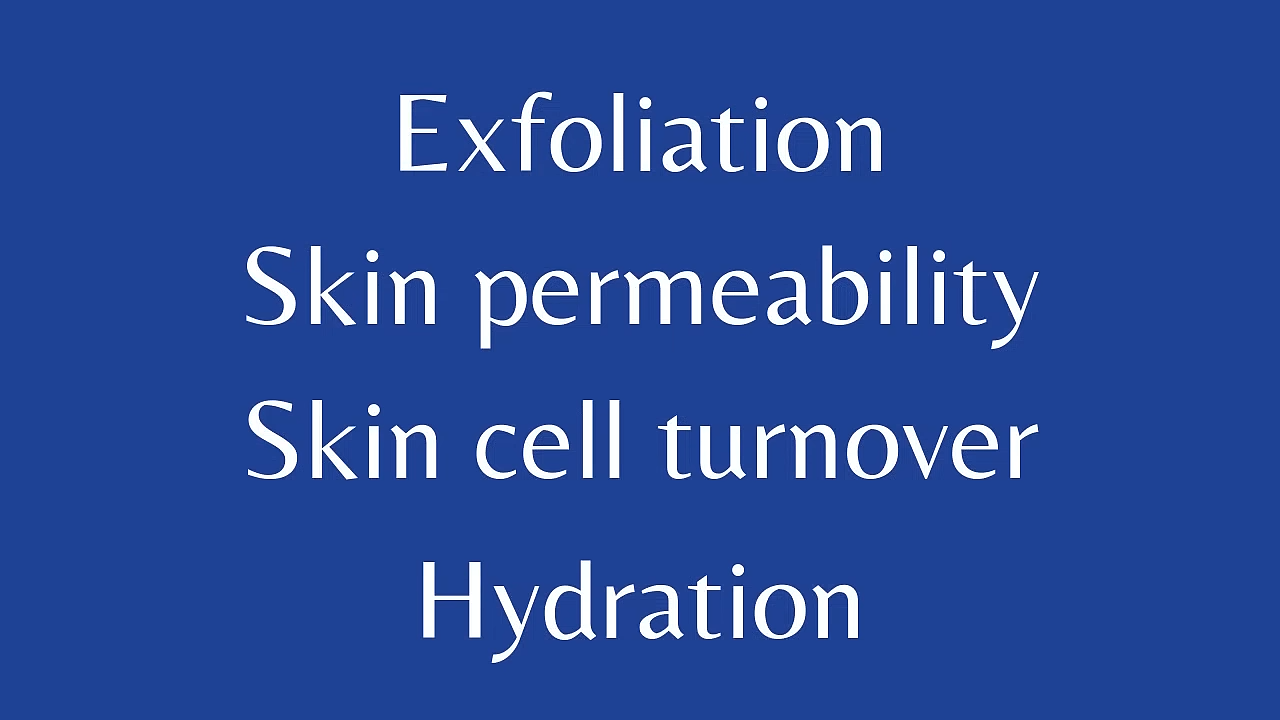 Exfoliation
Skin permeability
Skin cell turnover
Hydration